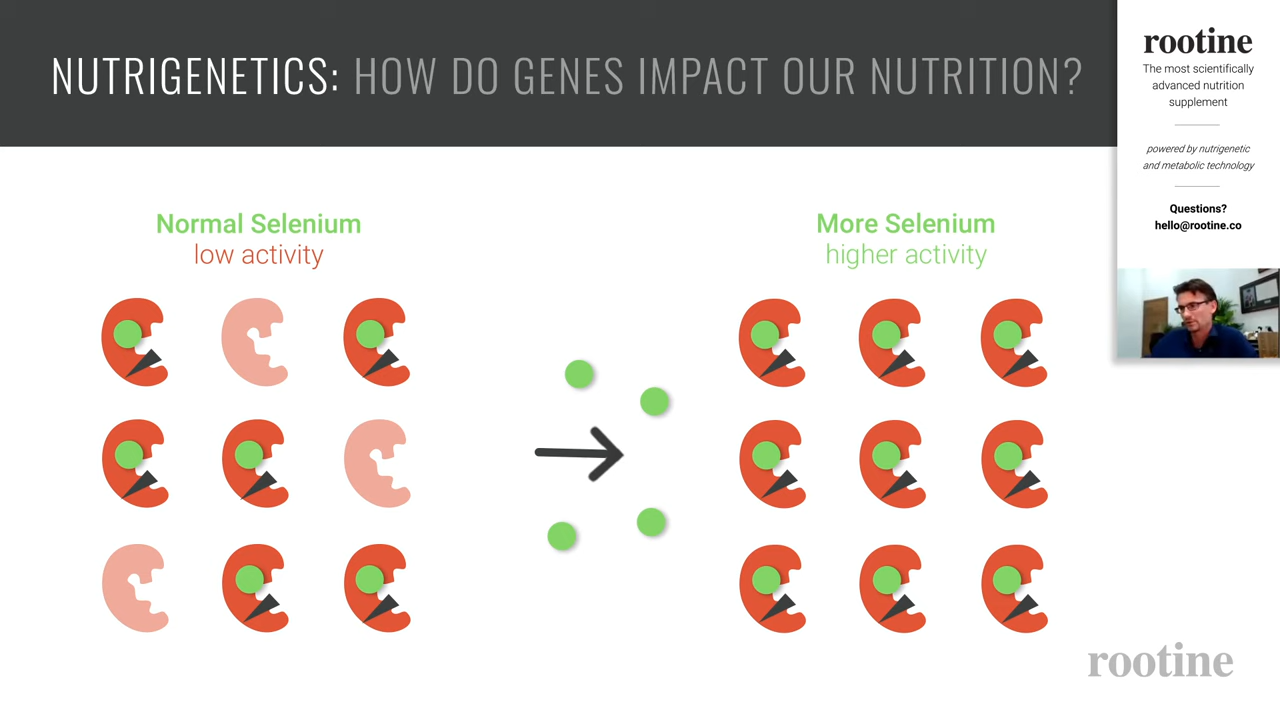 NUTRIGENETICS: HOW DO GENES IMPACT OUR NUTRITION?
Normal Selenium
low activity
More Selenium
higher activity
rootine
The most scientifically
advanced nutrition
supplement
powered by nutrigenetic
and metabolic technology
Questions?
hello@rootine.co
rootine